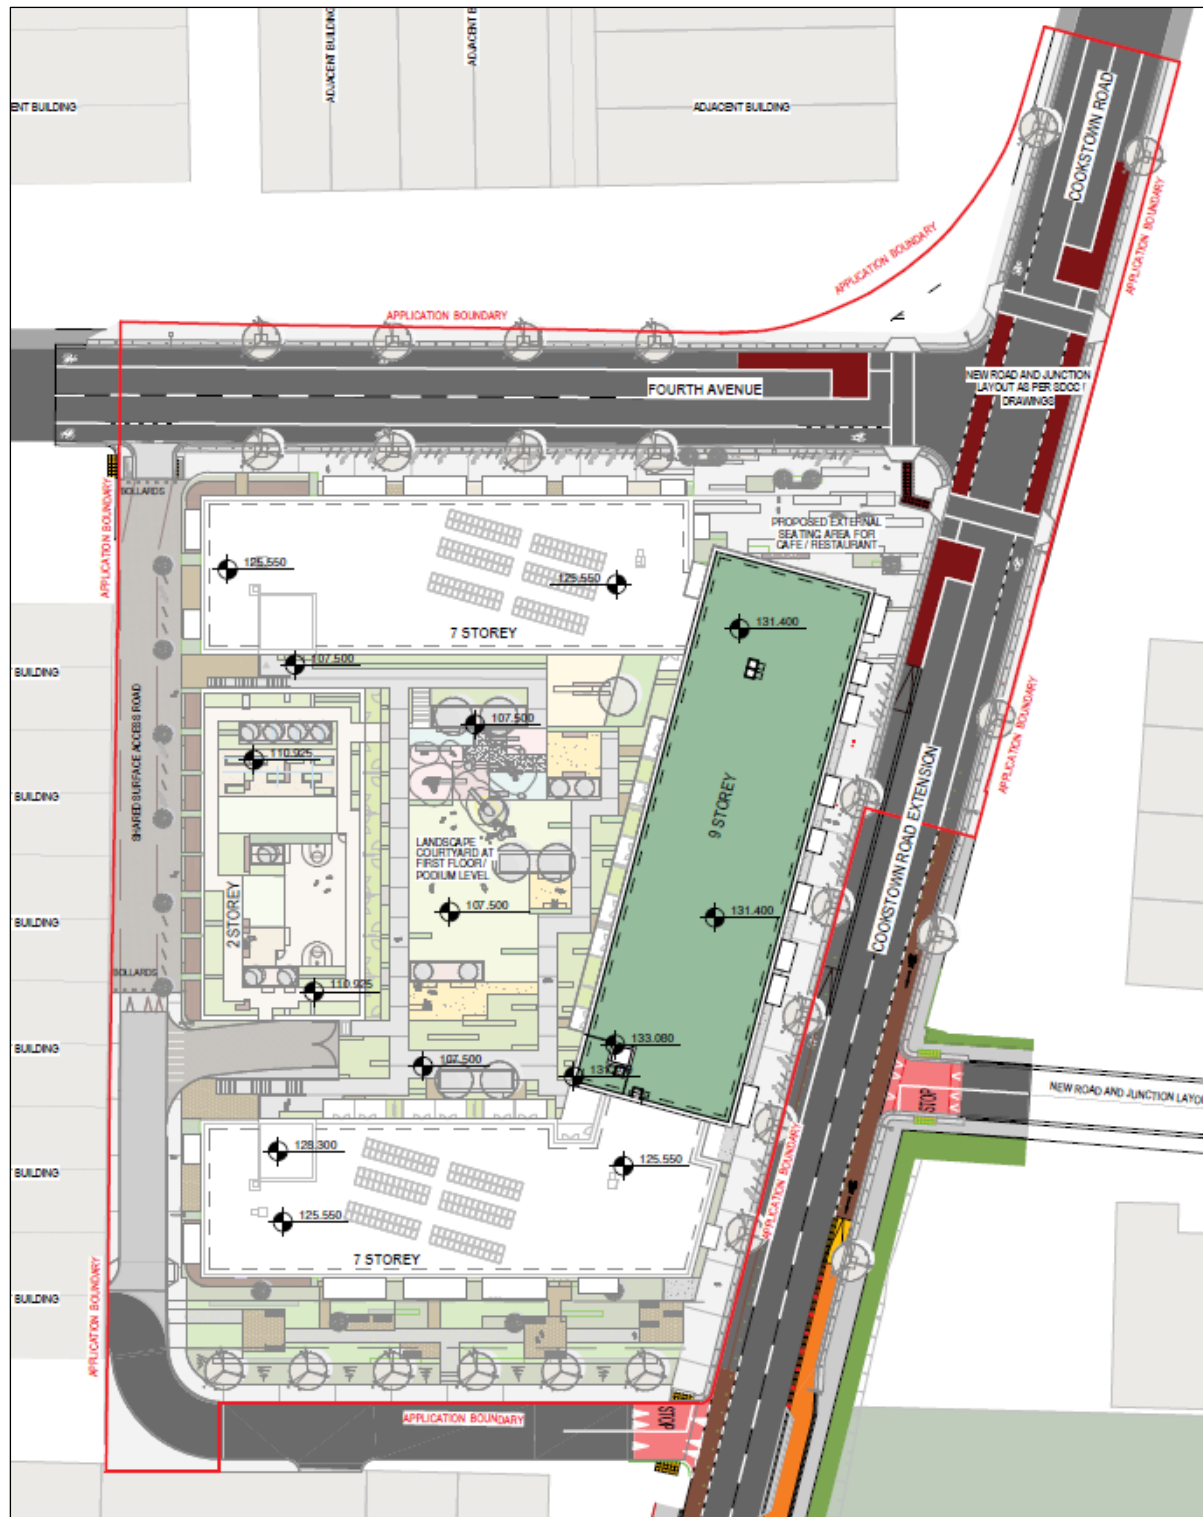 ADJACENT BUILDING
ADJACENT BUILDING
ENT BUILDING
ADJACENT BUILDING
COOKSTOWN ROAD
APPLICATION BOUNDARY
APPLICATION BOUNDARY
APPLICATION BOUNDARY
FOURTH AVENUE
NEW ROAD AND JUNCTION
LAYOUT AS PER SDCC
DRAWINGS
BOLLARDS
APPLICATION BOUNDARY
PROPOSED EXTERNAL
SEATING AREA FOR
CAFE / RESTAURANT
125.550
125.550
7 STOREY
131.400
107.500
BUILDING
107.500
APPLICATION BOUNDARY
110.925
SHARED SURFACE ACCESS ROAD
BUILDING
9 STOREY
COOKSTOWN ROAD EXTENSION
LANDSCAPE
COURTYARD AT
FIRST FLOOR/
PODIUM LEVEL
2 STOREY
107.500
131.400
BUILDING
BOLLARDS
110.925
133.080
BUILDING
107.500
131.
STOP
NEW ROAD AND JUNCTION LAYO
128.300
125.550
BUILDING
APPLICATION BOUNDARY
125.550
7 STOREY
BUILDING
APPLICATION BOUNDARY
APPLICATION BOUNDARY
STOP